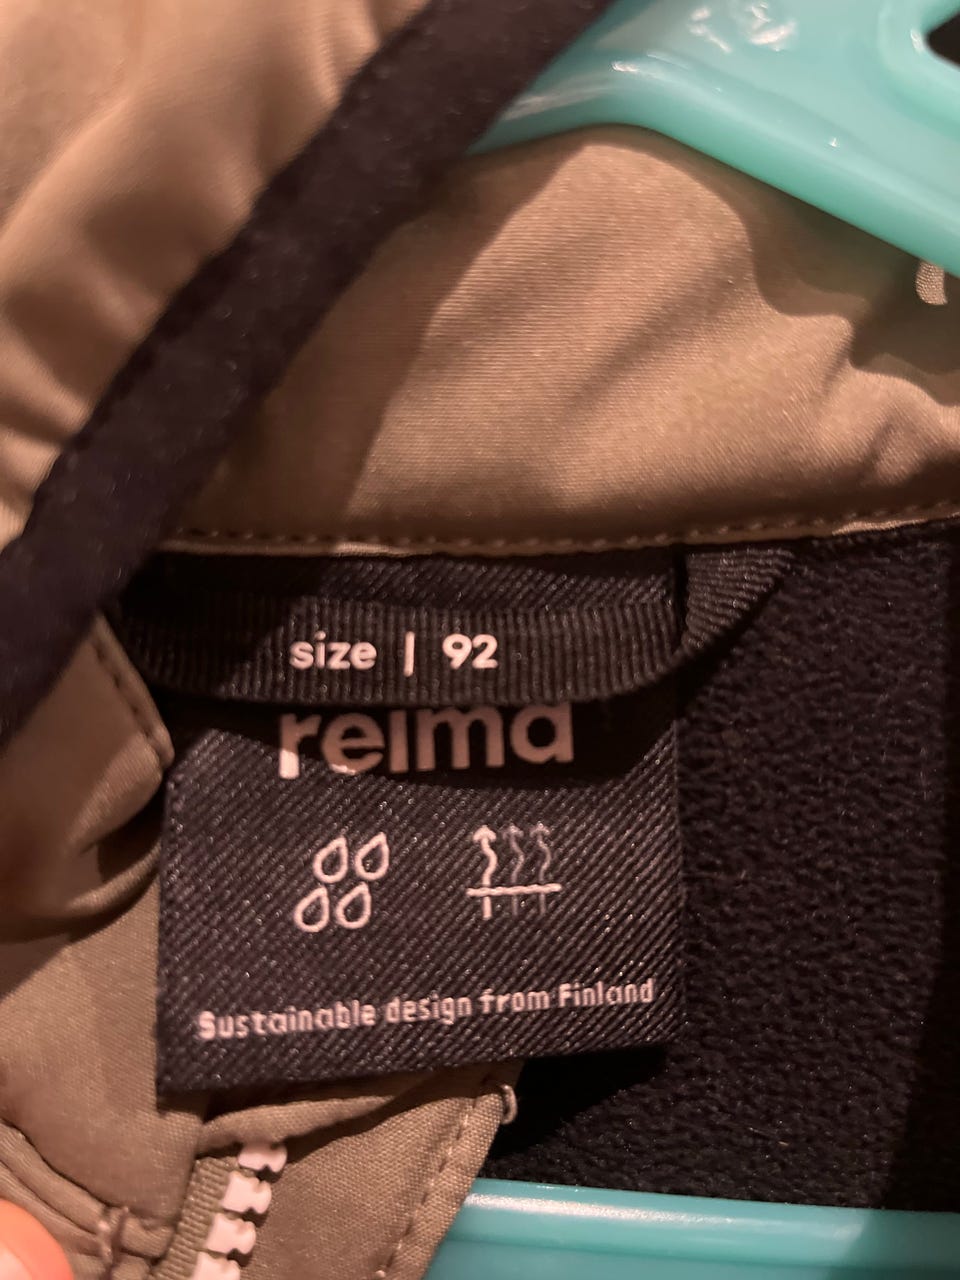 size | 92
reima
Sustainable design from Finland